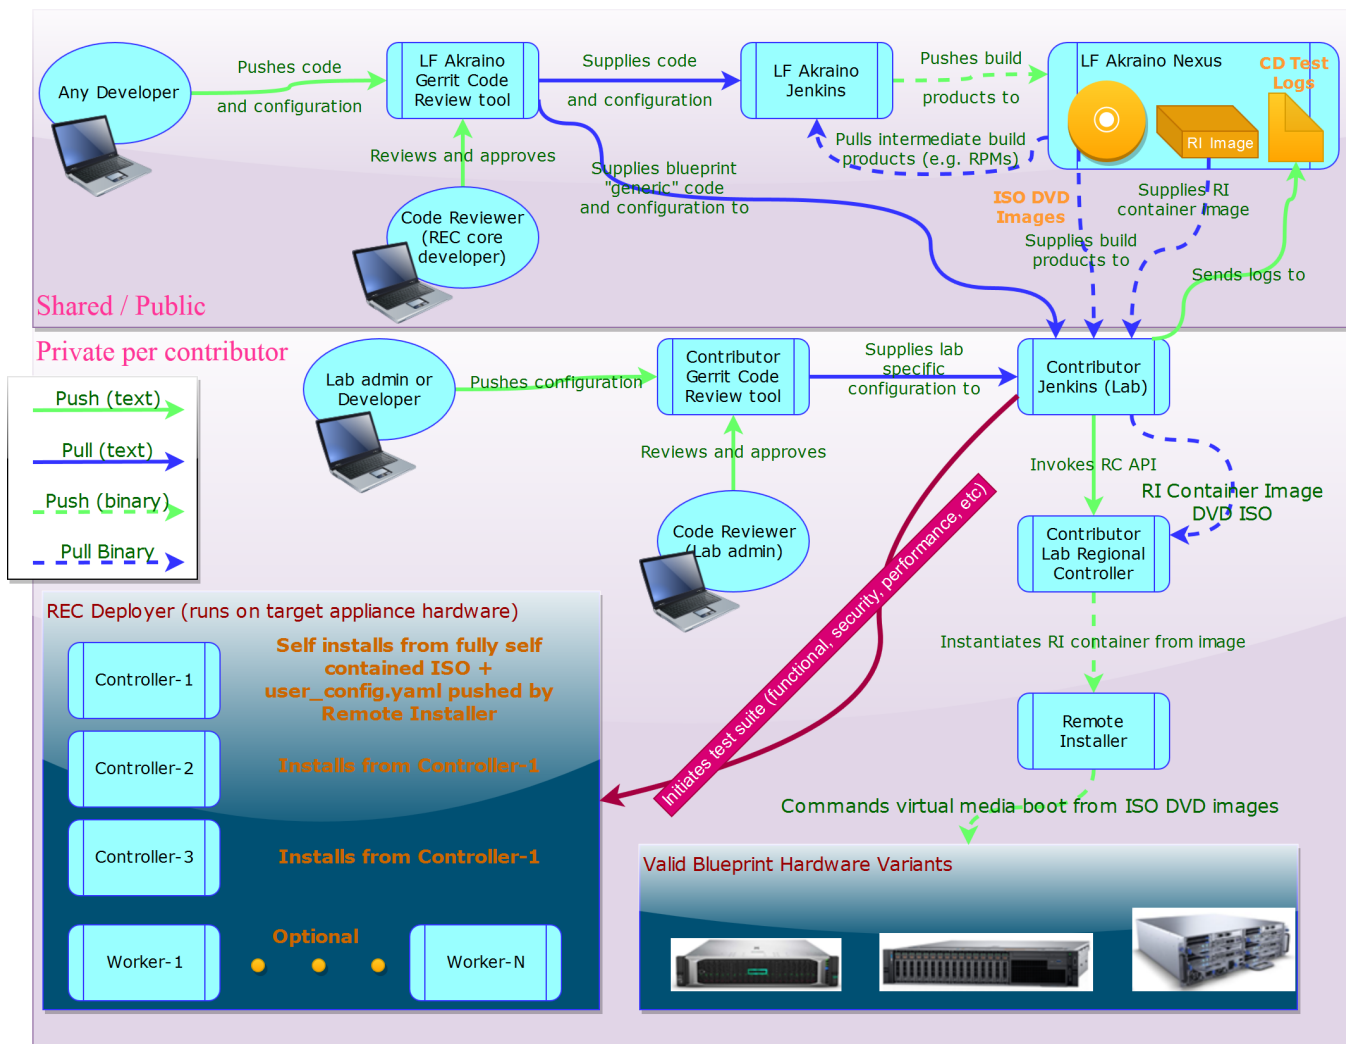 Any Developer
Pushes code
and configuration
LF Akraino
Gerrit Code
Review tool
Supplies code
and configuration
LF Akraino
Jenkins
Pushes build
products to
LF Akraino Nexus
CD Test
Logs
RI Image
Pulls intermediate build
products (e.g. RPMs)
Reviews and approves
Supplies blueprint
"generic" code
and configuration to
ISO DVD
Images
Supplies RI
container image
Code Reviewer
(REC core
developer)
Supplies build
products to
Sends logs to
Shared / Public
Private per contributor
Push (text)
Pull (text)
Push (binary)
Pull Binary
Lab admin or
Developer
Pushes configuration
Contributor
Gerrit Code
Review tool
Supplies lab
specific
configuration to
Contributor
Jenkins (Lab)
Reviews and approves
Code Reviewer
(Lab admin)
Invokes RC API
RI Container Image
DVD ISO
Contributor
Lab Regional
Controller
Initiates test suite (functional, security, performance, etc)
Instantiates RI container from image
Remote
Installer
Commands virtual media boot from ISO DVD images
REC Deployer (runs on target appliance hardware)
Controller-1
Self installs from fully self
contained ISO +
user_config.yaml pushed by
Remote Installer
Controller-2
Installs from Controller-1
Controller-3
Installs from Controller-1
Worker-1
Optional
Worker-N
Valid Blueprint Hardware Variants